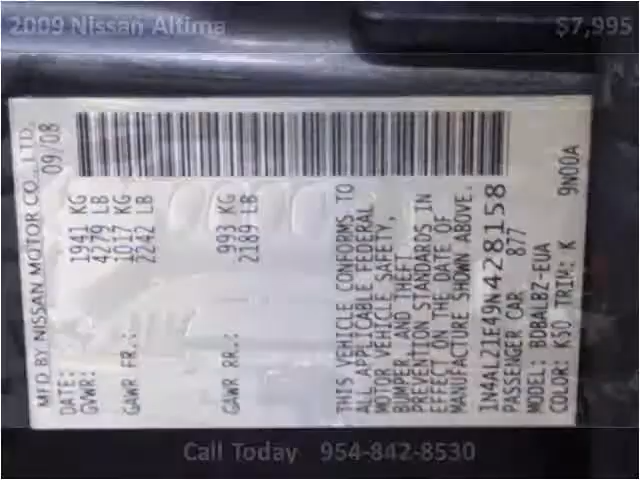 2009 Nissan Altima
$7,995
MFD BY NISSAN MOTOR CO., LTD.
DATE: 09/08
GVWR: 1941 KG
4279 LB
GAWR FR.: 1017 KG
2242 LB
GAWR RR.: 993 KG
2189 LB
THIS VEHICLE CONFORMS TO
ALL APPLICABLE FEDERAL
MOTOR VEHICLE SAFETY,
BUMPER, AND THEFT
PREVENTION STANDARDS IN
EFFECT ON THE DATE OF
MANUFACTURE SHOWN ABOVE.
1N4AL21E49N428158
PASSENGER CAR 877
MODEL: BDBALBZ-EUA
COLOR: K50 TRIM: K 9N00A
Call Today 954-842-8530